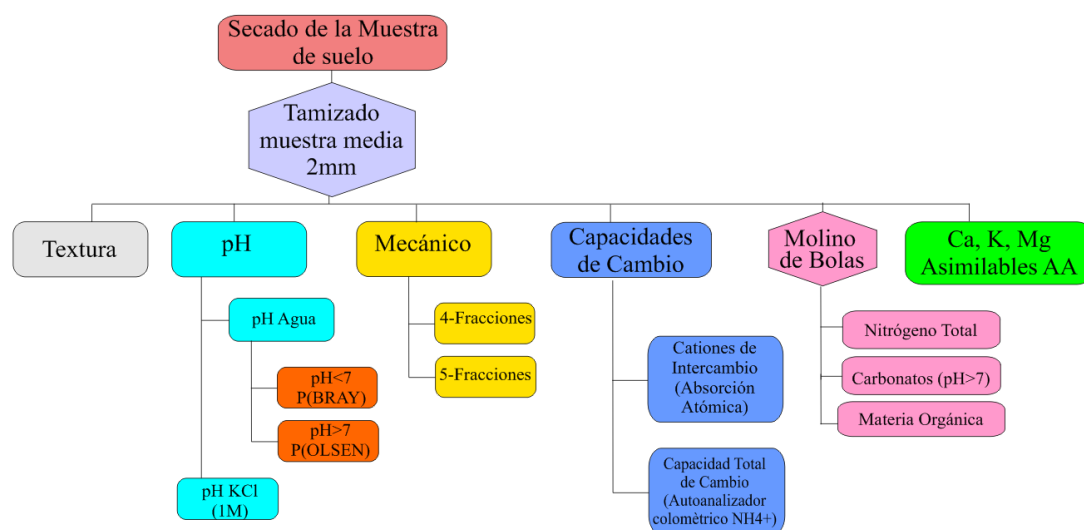 Secado de la Muestra
de suelo
Tamizado
muestra media
2mm
Textura
pH
Mecánico
Capacidades
de Cambio
Molino
de Bolas
Ca, K, Mg
Asimilables AA
pH Agua
pH<7
P(BRAY)
pH>7
P(OLSEN)
pH KCl
(1M)
4-Fracciones
5-Fracciones
Cationes de
Intercambio
(Absorción
Atómica)
Capacidad Total
de Cambio
(Autoanalizador
colomètrico NH4+)
Nitrógeno Total
Carbonatos (pH>7)
Materia Orgánica